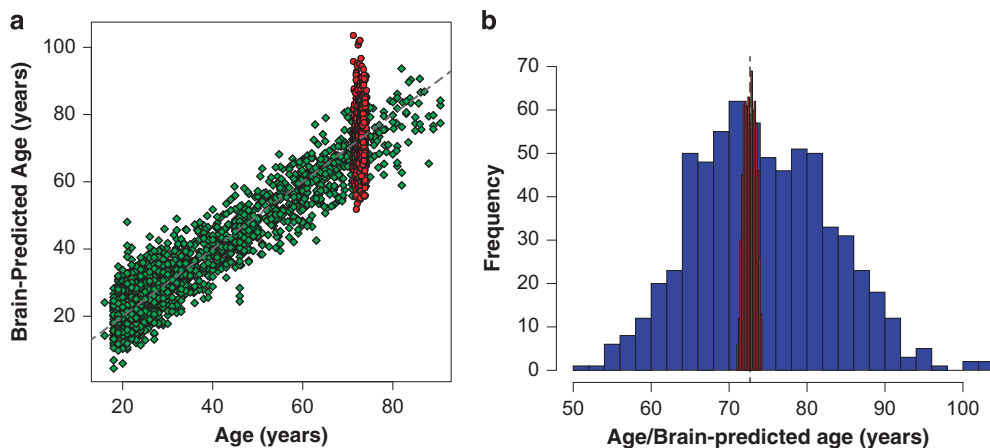 a
b
Brain-Predicted Age (years)
100
80
60
40
20
20 40 60 80
Age (years)
Frequency
70
60
50
40
30
20
10
0
50 60 70 80 90 100
Age/Brain-predicted age (years)